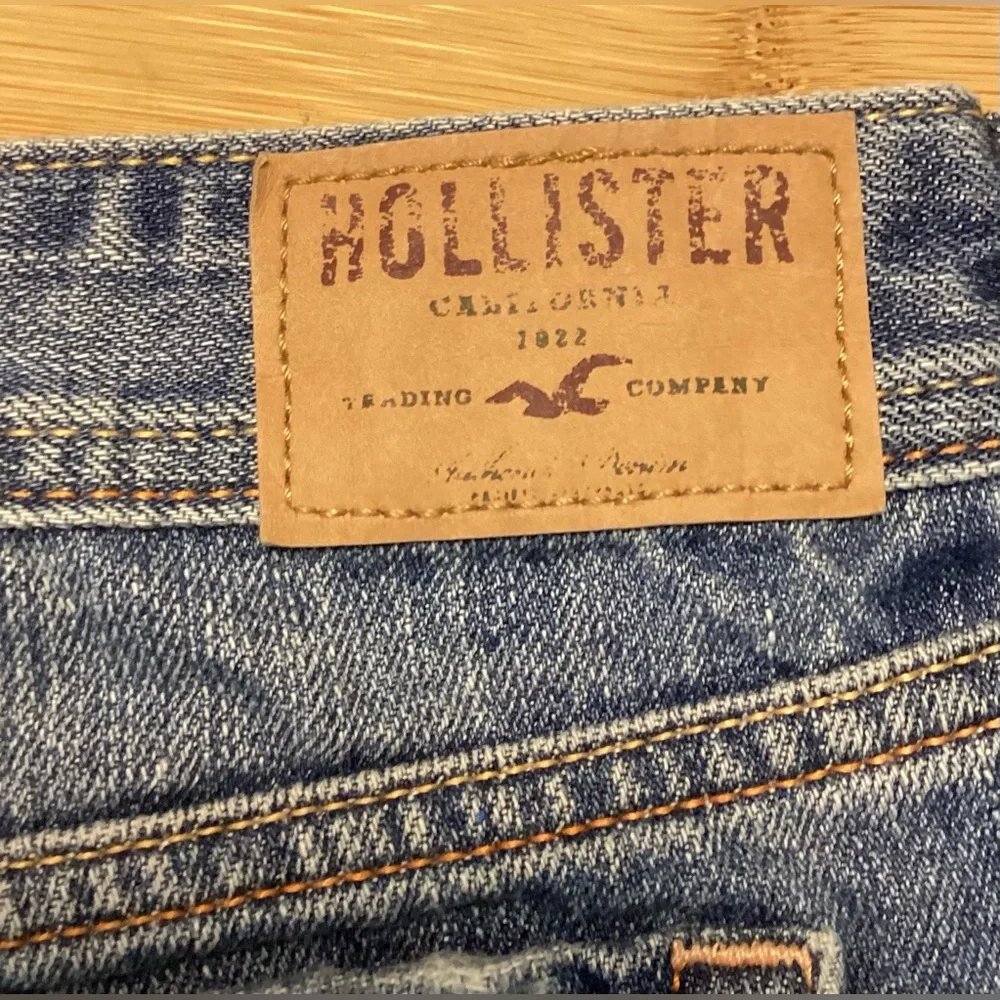 HOLLISTER
CALIFORNIA
1922
TRADING COMPANY